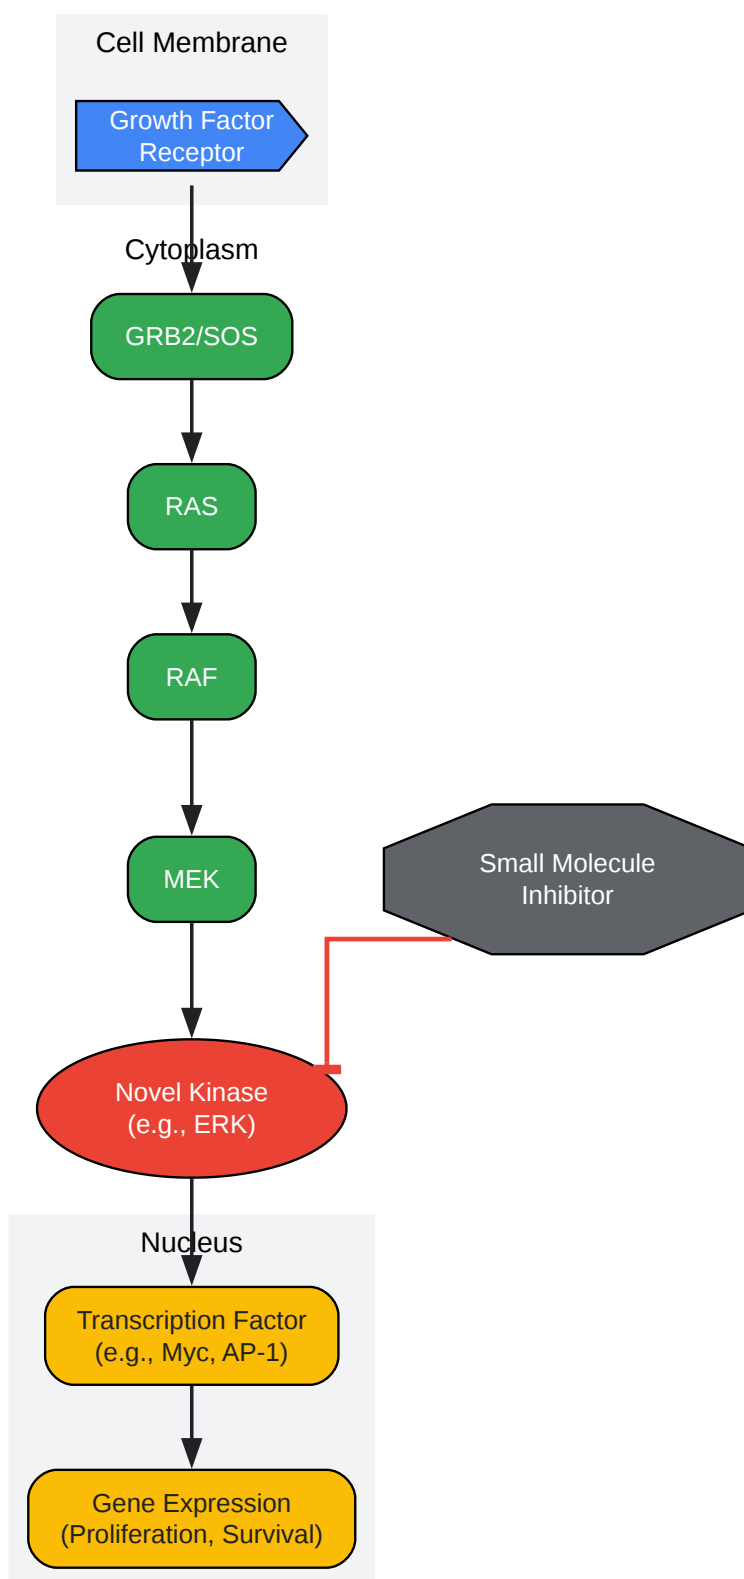 Cell Membrane
Growth Factor
Receptor
Cytoplasm
GRB2/SOS
RAS
RAF
MEK
Small Molecule
Inhibitor
Novel Kinase
(e.g., ERK)
Nucleus
Transcription Factor
(e.g., Myc, AP-1)
Gene Expression
(Proliferation, Survival)